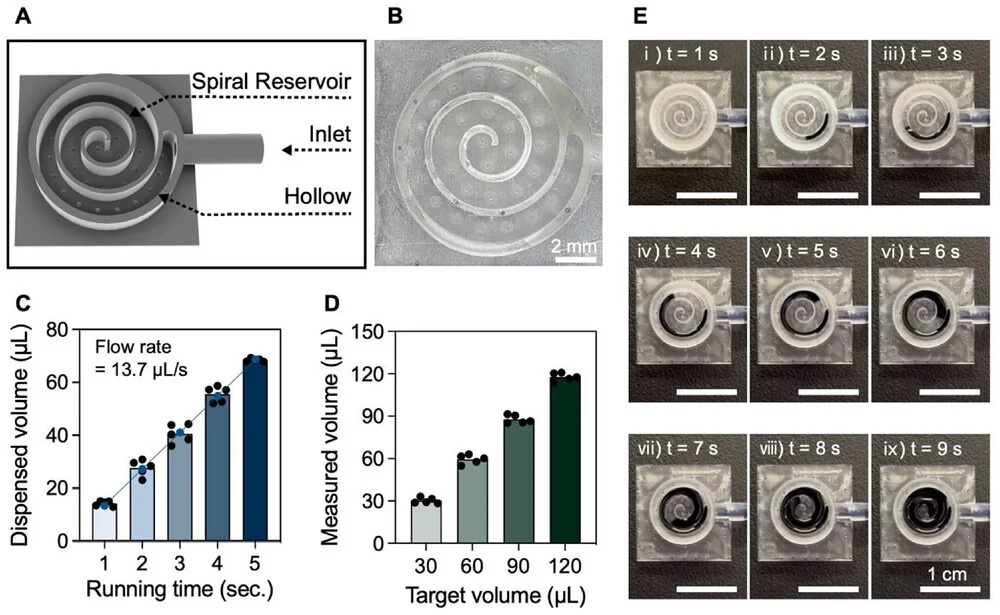 A
Spiral Reservoir
Inlet
Hollow
B
2 mm
C
Dispensed volume (µL)
80
60
40
20
0
Flow rate
= 13.7 µL/s
1 2 3 4 5
Running time (sec.)
D
Measured volume (µL)
150
120
90
60
30
0
30 60 90 120
Target volume (µL)
E
i) t = 1 s
ii) t = 2 s
iii) t = 3 s
iv) t = 4 s
v) t = 5 s
vi) t = 6 s
vii) t = 7 s
viii) t = 8 s
ix) t = 9 s
1 cm